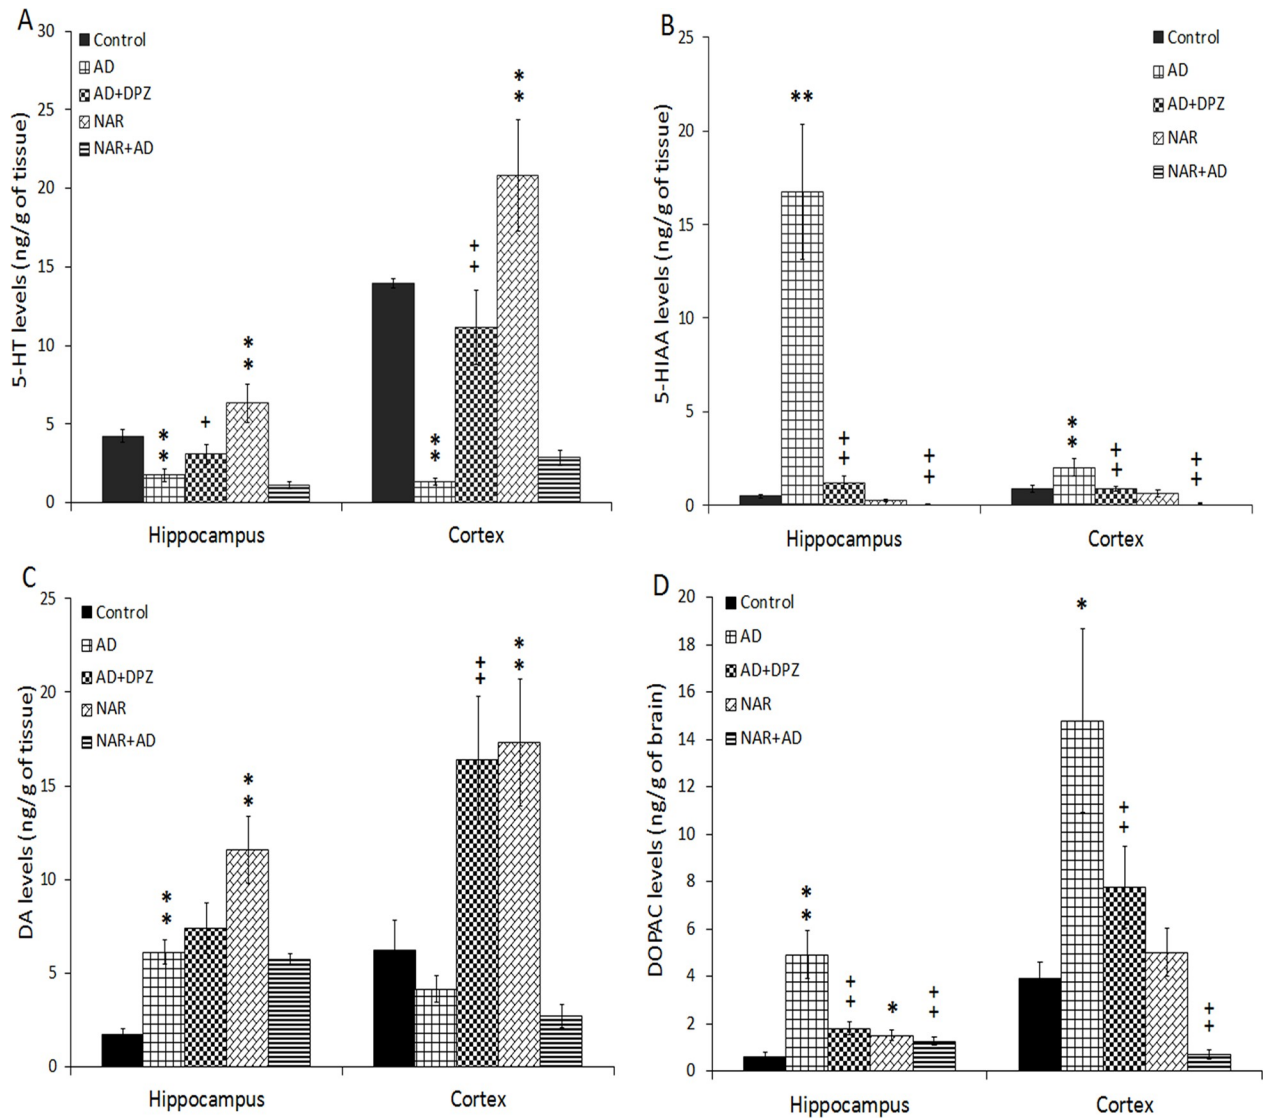 A
5-HT levels (ng/g of tissue)
30
25
20
15
10
5
0
Control
AD
AD+DPZ
NAR
NAR+AD
* *
+
* *
* *
+ +
* *
Hippocampus
Cortex
B
5-HIAA levels (ng/g of tissue)
25
20
15
10
5
0
Control
AD
AD+DPZ
NAR
NAR+AD
**
+ +
+ +
* *
+ +
+ +
Hippocampus
Cortex
C
DA levels (ng/g of tissue)
25
20
15
10
5
0
Control
AD
AD+DPZ
NAR
NAR+AD
* *
* *
+ +
* *
Hippocampus
Cortex
D
DOPAC levels (ng/g of brain)
20
18
16
14
12
10
8
6
4
2
0
Control
AD
AD+DPZ
NAR
NAR+AD
* *
+ +
*
+ +
*
+ +
+ +
Hippocampus
Cortex